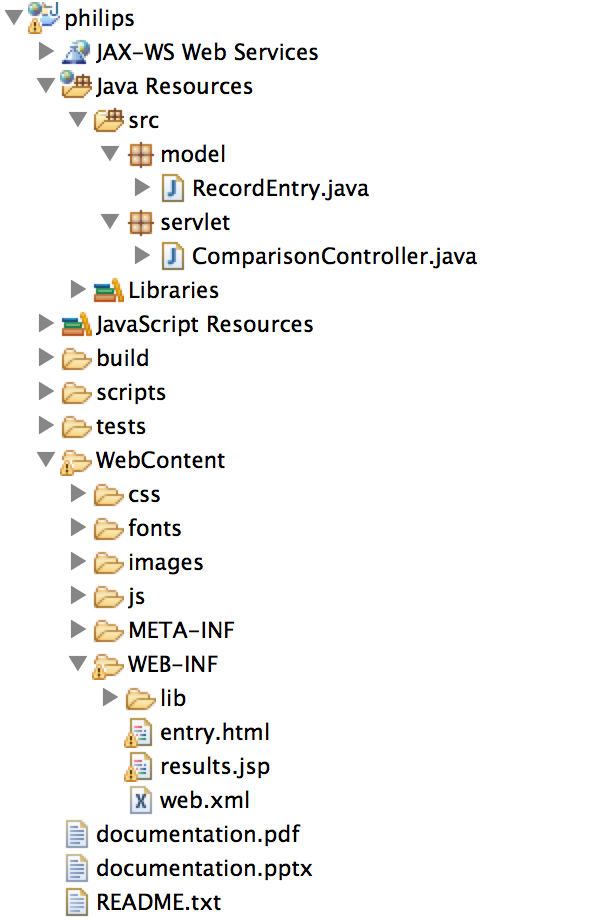 philips
JAX-WS Web Services
Java Resources
src
model
RecordEntry.java
servlet
ComparisonController.java
Libraries
JavaScript Resources
build
scripts
tests
WebContent
css
fonts
images
js
META-INF
WEB-INF
lib
entry.html
results.jsp
web.xml
documentation.pdf
documentation.pptx
README.txt